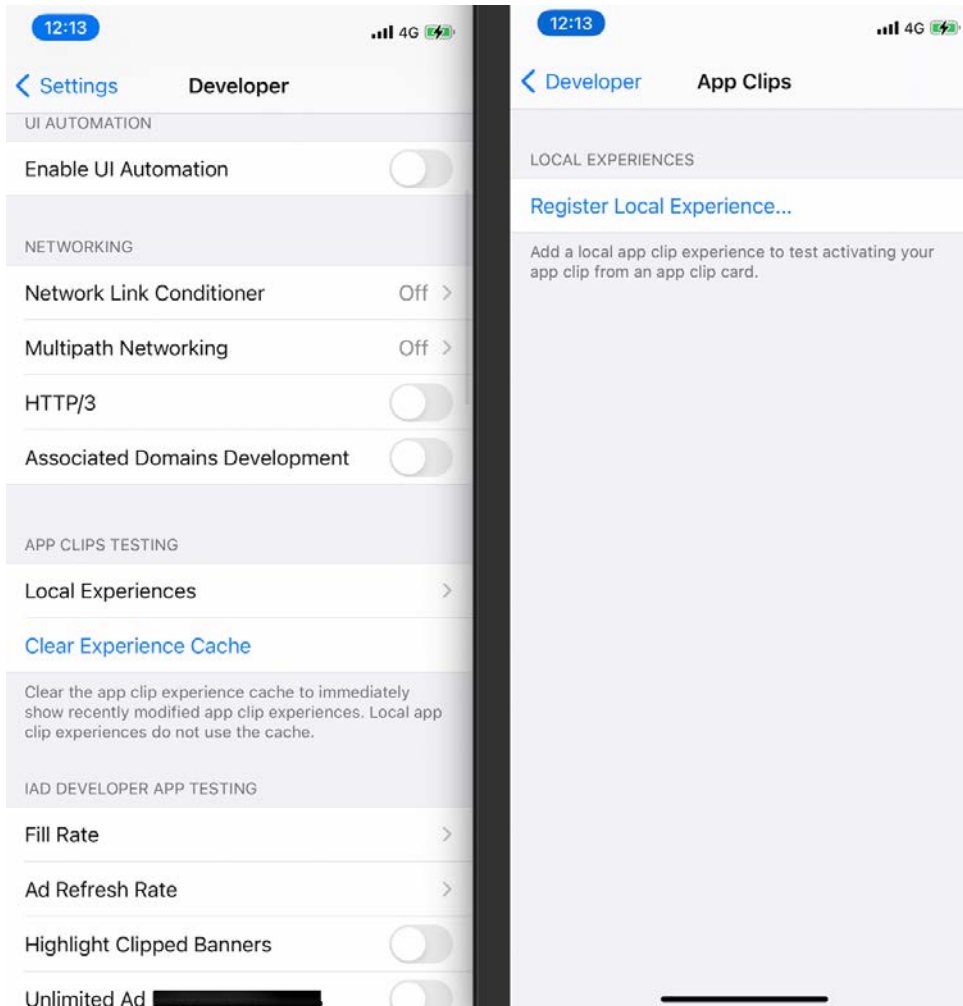 12:13
4G
Settings
Developer
UI AUTOMATION
Enable UI Automation
NETWORKING
Network Link Conditioner Off
Multipath Networking Off
HTTP/3
Associated Domains Development
APP CLIPS TESTING
Local Experiences
Clear Experience Cache
Clear the app clip experience cache to immediately
show recently modified app clip experiences. Local app
clip experiences do not use the cache.
IAD DEVELOPER APP TESTING
Fill Rate
Ad Refresh Rate
Highlight Clipped Banners
Unlimited Ad
12:13
4G
Developer
App Clips
LOCAL EXPERIENCES
Register Local Experience...
Add a local app clip experience to test activating your
app clip from an app clip card.